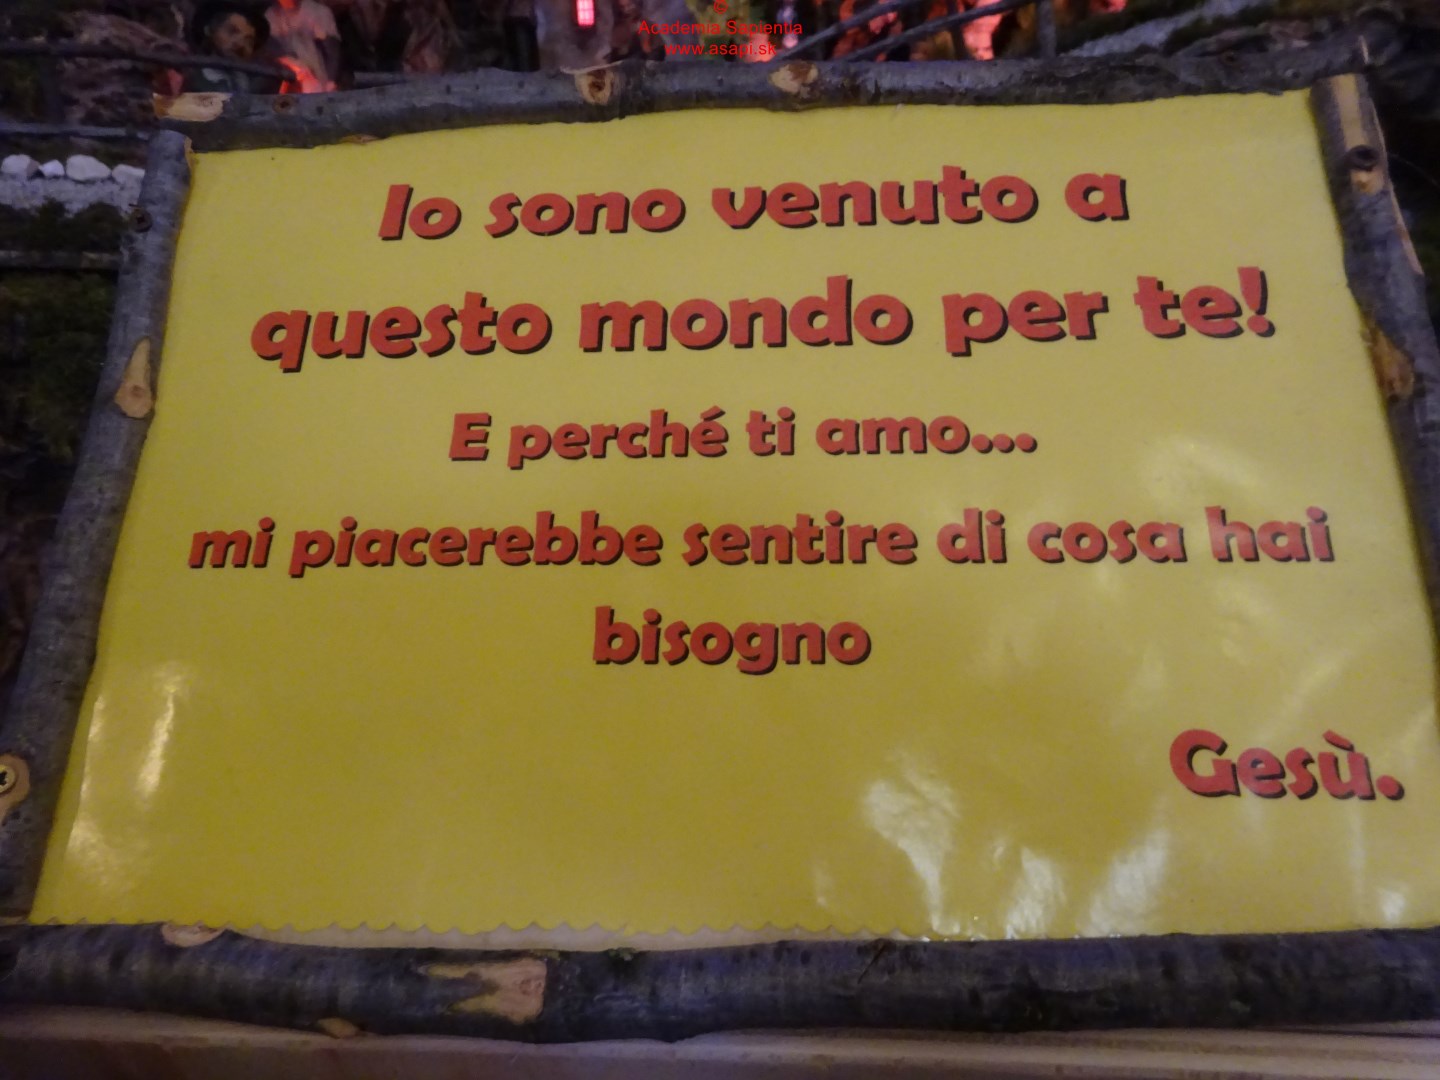 ©
Academia Sapientia
www.asapi.sk
Io sono venuto a
questo mondo per te!
E perché ti amo...
mi piacerebbe sentire di cosa hai
bisogno
Gesù.